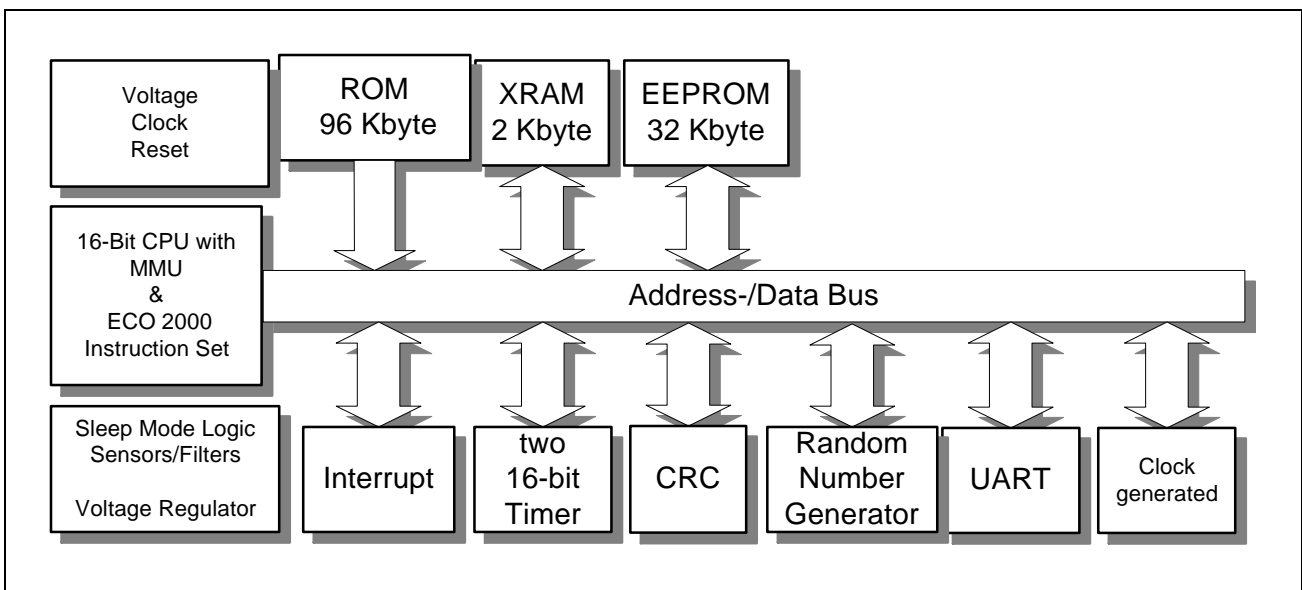 Voltage
Clock
Reset
ROM
96 Kbyte
XRAM
2 Kbyte
EEPROM
32 Kbyte
16-Bit CPU with
MMU
&
ECO 2000
Instruction Set
Address-/Data Bus
Sleep Mode Logic
Sensors/Filters
Voltage Regulator
Interrupt
two
16-bit
Timer
CRC
Random
Number
Generator
UART
Clock
generated